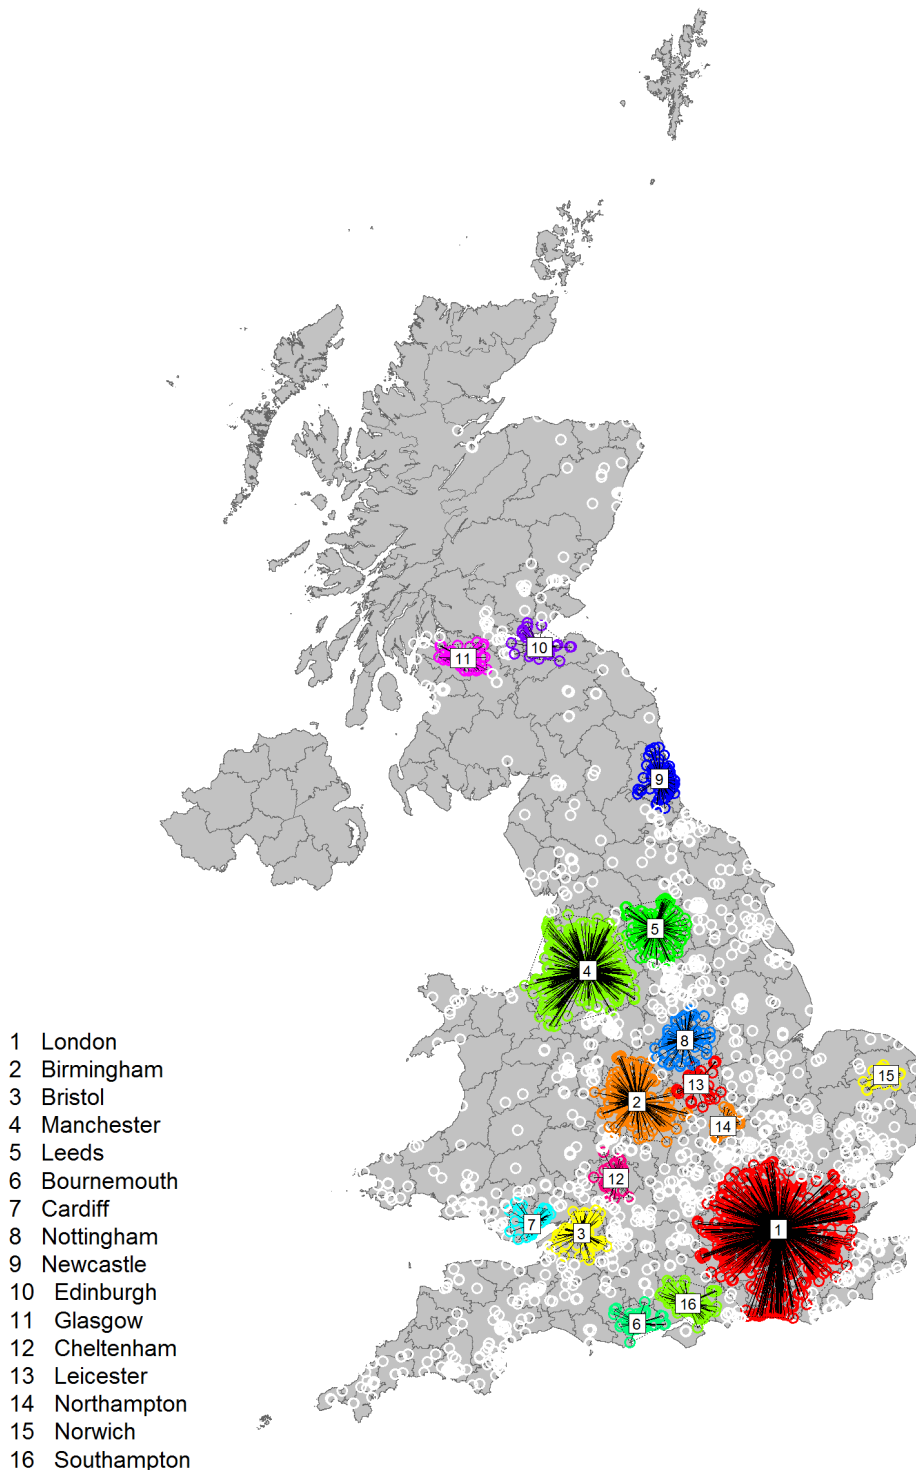 11
10
9
5
4
8
15
13
2
14
12
7
3
1
16
6
1 London
2 Birmingham
3 Bristol
4 Manchester
5 Leeds
6 Bournemouth
7 Cardiff
8 Nottingham
9 Newcastle
10 Edinburgh
11 Glasgow
12 Cheltenham
13 Leicester
14 Northampton
15 Norwich
16 Southampton